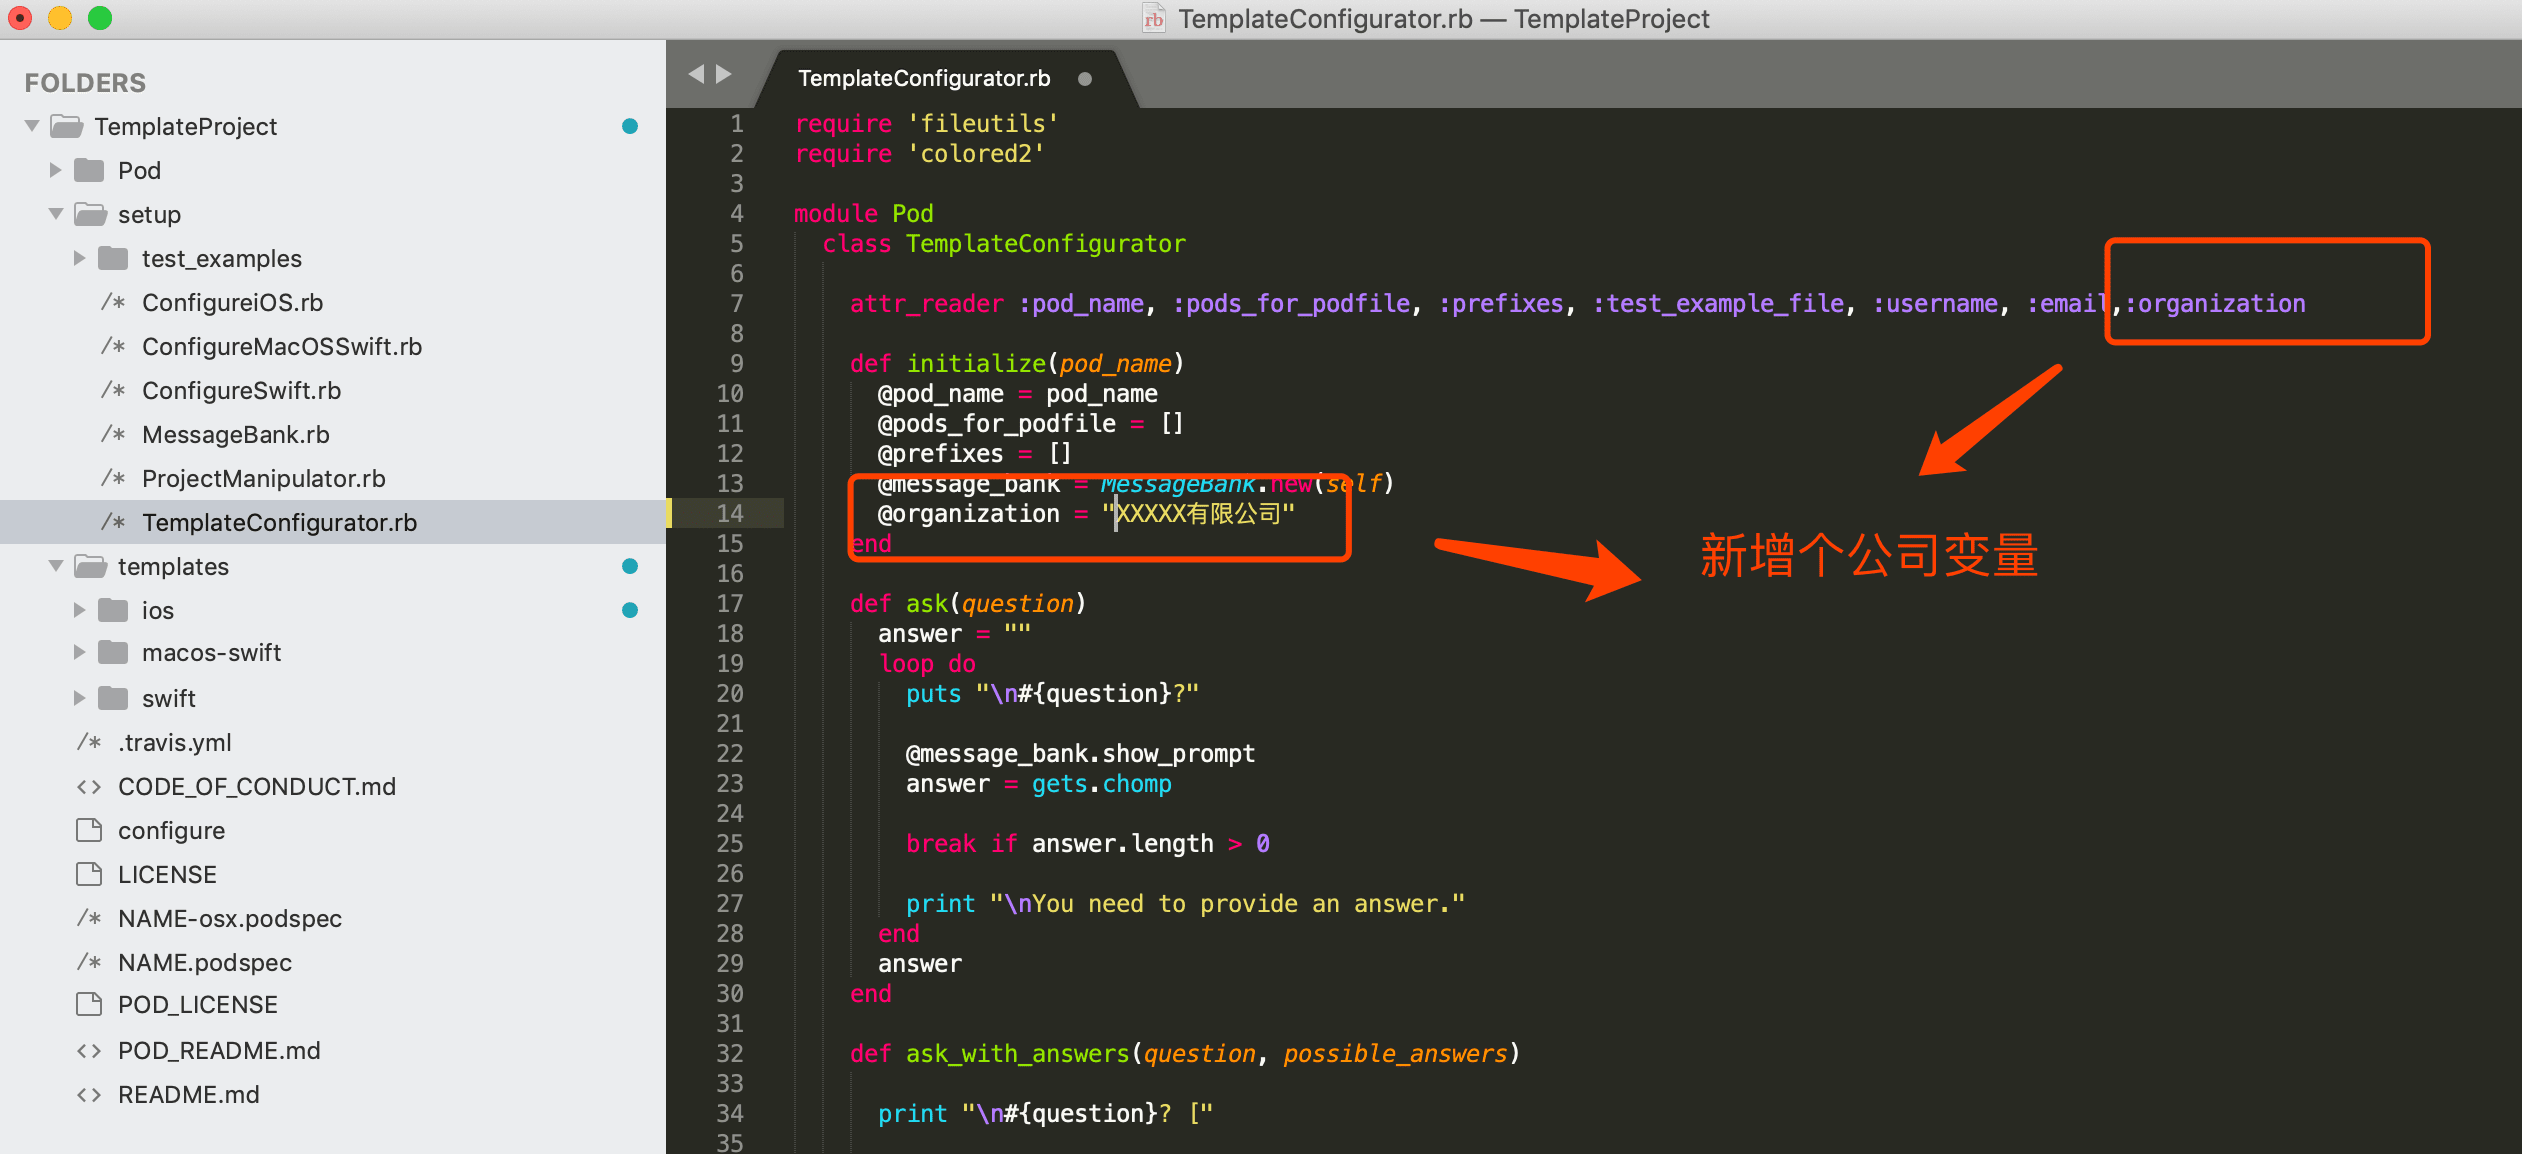 TemplateConfigurator.rb — TemplateProject
FOLDERS
TemplateProject
Pod
setup
test_examples
/* ConfigureiOS.rb
/* ConfigureMacOSSwift.rb
/* ConfigureSwift.rb
/* MessageBank.rb
/* ProjectManipulator.rb
/* TemplateConfigurator.rb
templates
ios
macos-swift
swift
/* .travis.yml
<> CODE_OF_CONDUCT.md
configure
LICENSE
/* NAME-osx.podspec
/* NAME.podspec
POD_LICENSE
<> POD_README.md
<> README.md
TemplateConfigurator.rb
1 require 'fileutils'
2 require 'colored2'
3
4 module Pod
5 class TemplateConfigurator
6
7 attr_reader :pod_name, :pods_for_podfile, :prefixes, :test_example_file, :username, :email,:organization
8
9 def initialize(pod_name)
10 @pod_name = pod_name
11 @pods_for_podfile = []
12 @prefixes = []
13 @message_bank = MessageBank.new(self)
14 @organization = "XXXXX有限公司"
15 end
16
17 def ask(question)
18 answer = ""
19 loop do
20 puts "\n#{question}?"
21
22 @message_bank.show_prompt
23 answer = gets.chomp
24
25 break if answer.length > 0
26
27 print "\nYou need to provide an answer."
28 end
29 answer
30 end
31
32 def ask_with_answers(question, possible_answers)
33
34 print "\n#{question}? ["
35
新增个公司变量